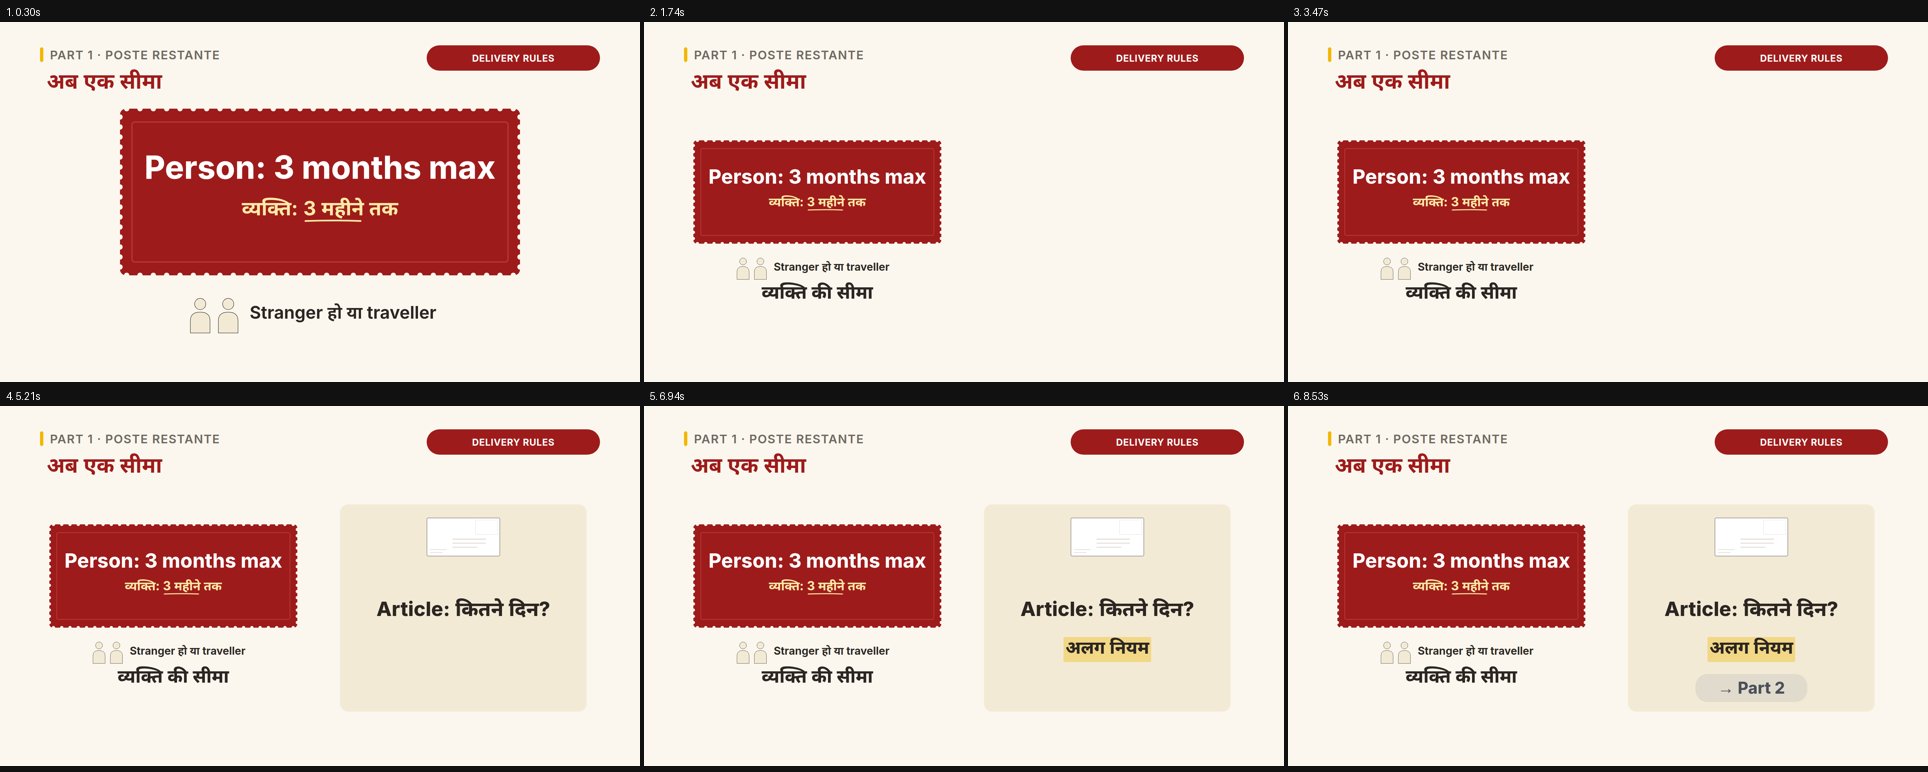 1. 0.30s
PART 1 · POSTE RESTANTE
DELIVERY RULES
अब एक सीमा
Person: 3 months max
व्यक्ति: 3 महीने तक
Stranger हो या traveller
2. 1.74s
PART 1 · POSTE RESTANTE
DELIVERY RULES
अब एक सीमा
Person: 3 months max
व्यक्ति: 3 महीने तक
Stranger हो या traveller
व्यक्ति की सीमा
3. 3.47s
PART 1 · POSTE RESTANTE
DELIVERY RULES
अब एक सीमा
Person: 3 months max
व्यक्ति: 3 महीने तक
Stranger हो या traveller
व्यक्ति की सीमा
4. 5.21s
PART 1 · POSTE RESTANTE
DELIVERY RULES
अब एक सीमा
Person: 3 months max
व्यक्ति: 3 महीने तक
Stranger हो या traveller
व्यक्ति की सीमा
Article: कितने दिन?
5. 6.94s
PART 1 · POSTE RESTANTE
DELIVERY RULES
अब एक सीमा
Person: 3 months max
व्यक्ति: 3 महीने तक
Stranger हो या traveller
व्यक्ति की सीमा
Article: कितने दिन?
अलग नियम
6. 8.53s
PART 1 · POSTE RESTANTE
DELIVERY RULES
अब एक सीमा
Person: 3 months max
व्यक्ति: 3 महीने तक
Stranger हो या traveller
व्यक्ति की सीमा
Article: कितने दिन?
अलग नियम
→ Part 2